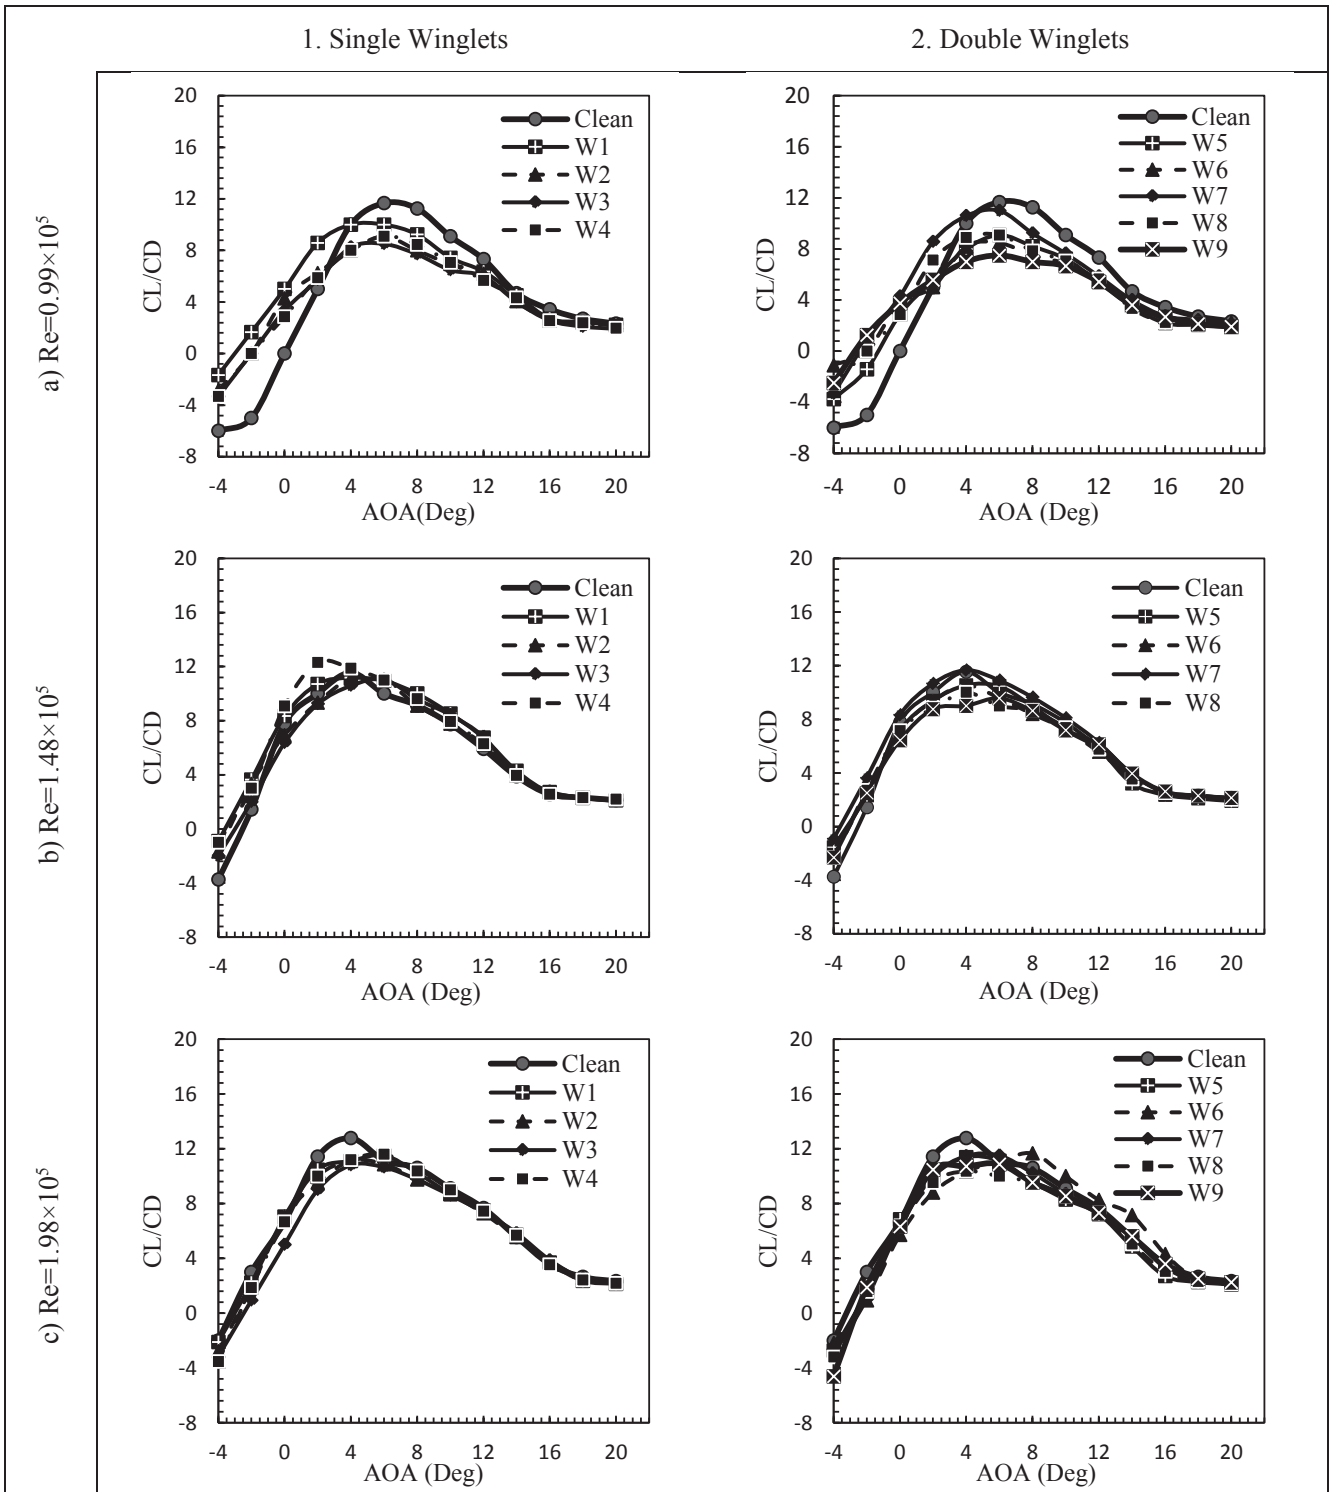 1. Single Winglets
2. Double Winglets
a) Re=0.99×10⁵
20
16
12
8
4
0
-4
-8
CL/CD
Clean
W1
W2
W3
W4
-4 0 4 8 12 16 20
AOA(Deg)
20
16
12
8
4
0
-4
-8
CL/CD
Clean
W5
W6
W7
W8
W9
-4 0 4 8 12 16 20
AOA (Deg)
b) Re=1.48×10⁵
20
16
12
8
4
0
-4
-8
CL/CD
Clean
W1
W2
W3
W4
-4 0 4 8 12 16 20
AOA (Deg)
20
16
12
8
4
0
-4
-8
CL/CD
Clean
W5
W6
W7
W8
-4 0 4 8 12 16 20
AOA (Deg)
c) Re=1.98×10⁵
20
16
12
8
4
0
-4
-8
CL/CD
Clean
W1
W2
W3
W4
-4 0 4 8 12 16 20
AOA (Deg)
20
16
12
8
4
0
-4
-8
CL/CD
Clean
W5
W6
W7
W8
W9
-4 0 4 8 12 16 20
AOA (Deg)